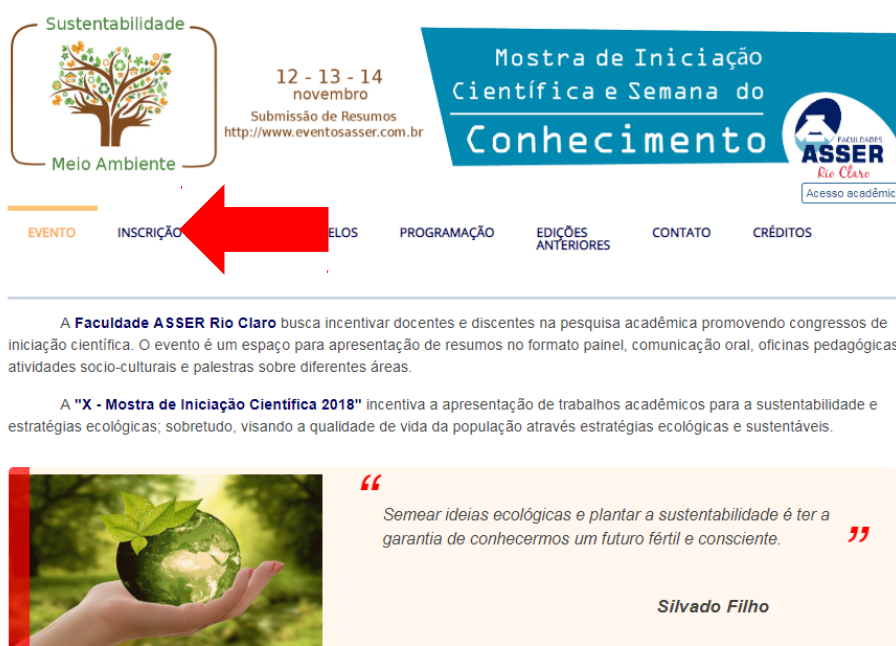 Sustentabilidade
Meio Ambiente
12 - 13 - 14
novembro
Submissão de Resumos
http://www.eventosasser.com.br
Mostra de Iniciação
Científica e Semana do
Conhecimento
FACULDADES
ASSER
Rio Claro
Acesso acadêmic
EVENTO
INSCRIÇÃO
ELOS
PROGRAMAÇÃO
EDIÇÕES
ANTERIORES
CONTATO
CRÉDITOS
A Faculdade ASSER Rio Claro busca incentivar docentes e discentes na pesquisa acadêmica promovendo congressos de
iniciação científica. O evento é um espaço para apresentação de resumos no formato painel, comunicação oral, oficinas pedagógicas
atividades socio-culturais e palestras sobre diferentes áreas.
A "X - Mostra de Iniciação Científica 2018" incentiva a apresentação de trabalhos acadêmicos para a sustentabilidade e
estratégias ecológicas; sobretudo, visando a qualidade de vida da população através estratégias ecológicas e sustentáveis.
“
Semear ideias ecológicas e plantar a sustentabilidade é ter a
garantia de conhecermos um futuro fértil e consciente. ”
Silvado Filho